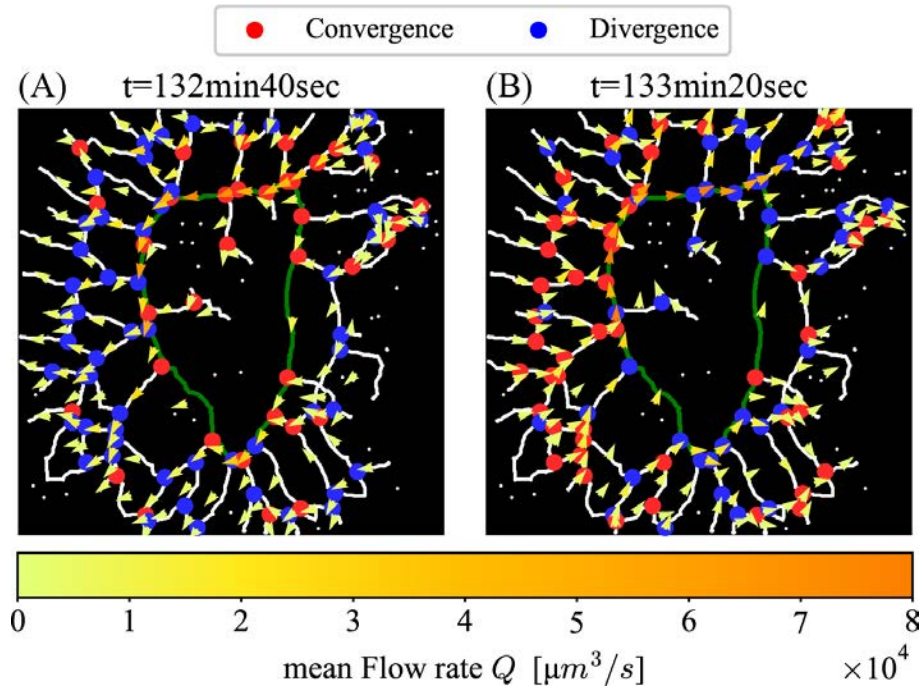 Convergence Divergence
(A) t=132min40sec (B) t=133min20sec
0 1 2 3 4 5 6 7 8
mean Flow rate Q [μm³/s] ×10⁴